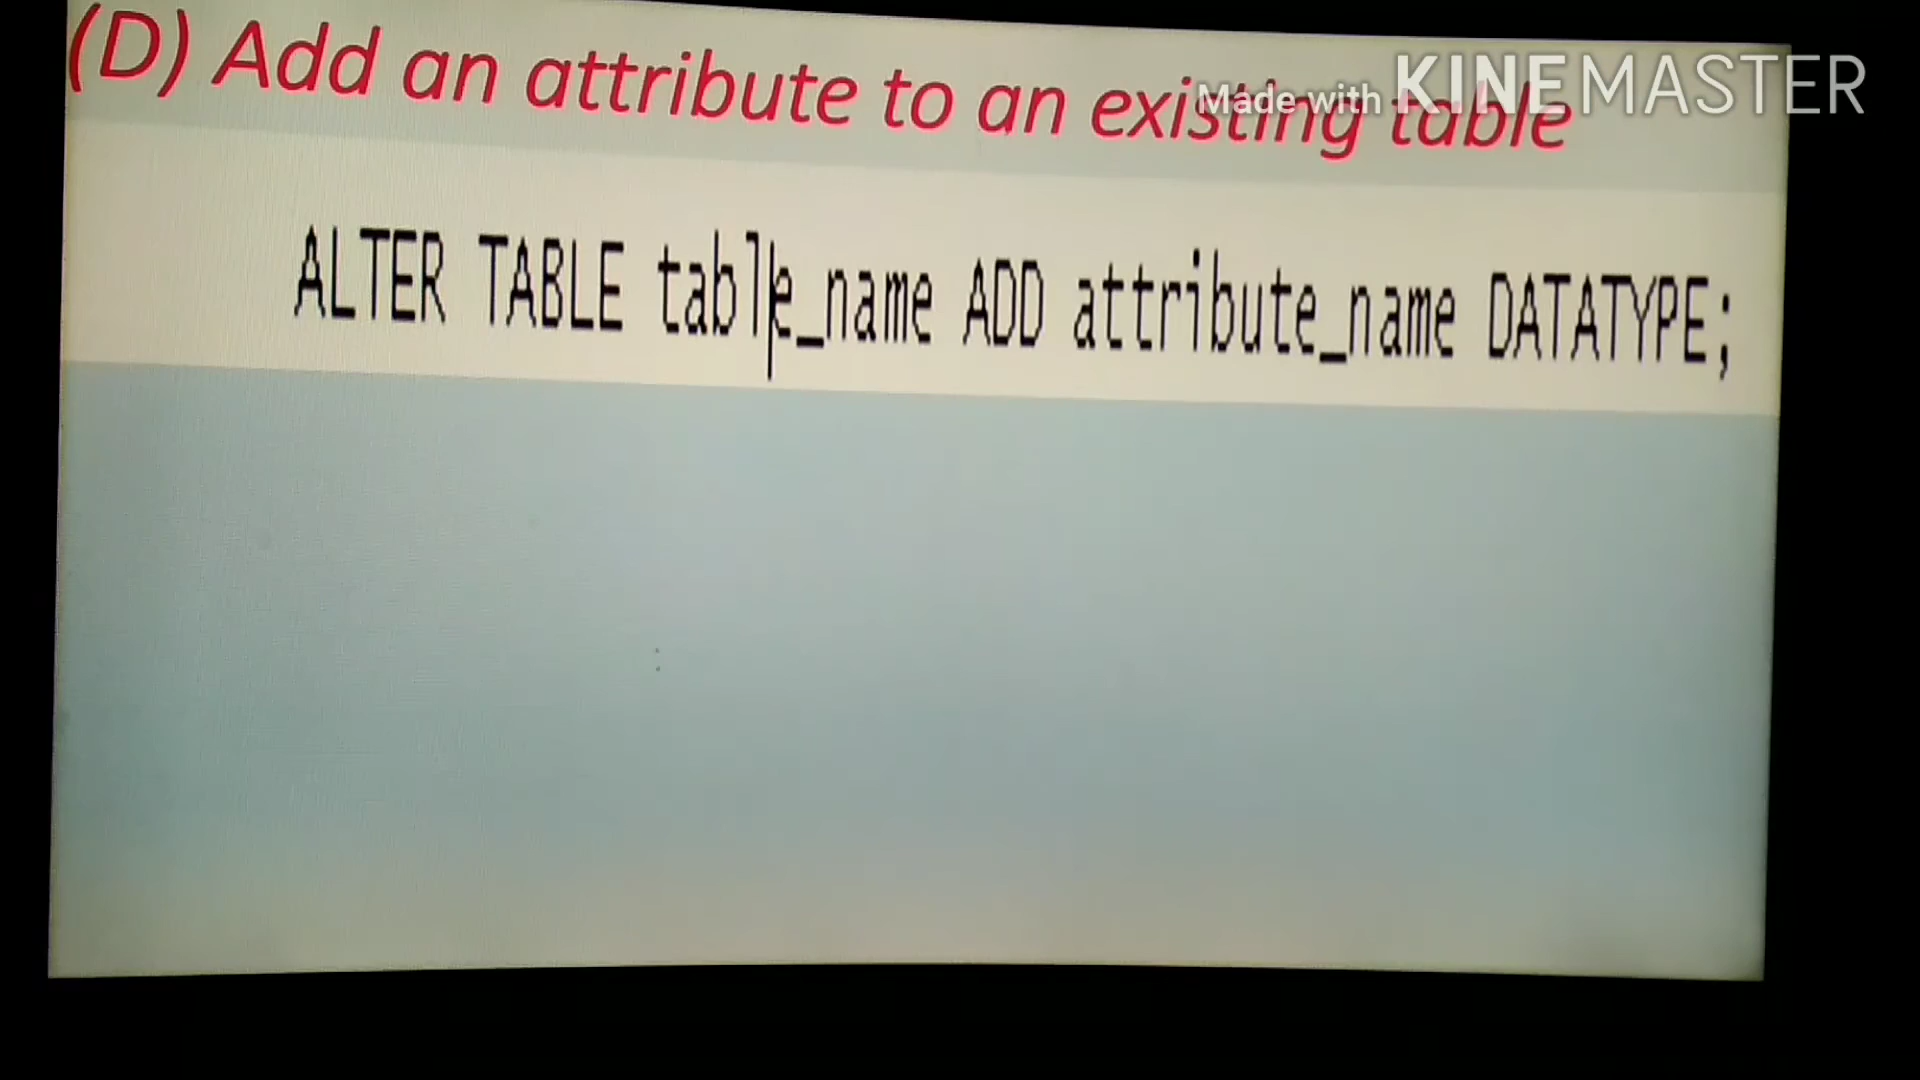 (D) Add an attribute to an existing table
Made with KINEMASTER
ALTER TABLE table_name ADD attribute_name DATATYPE;